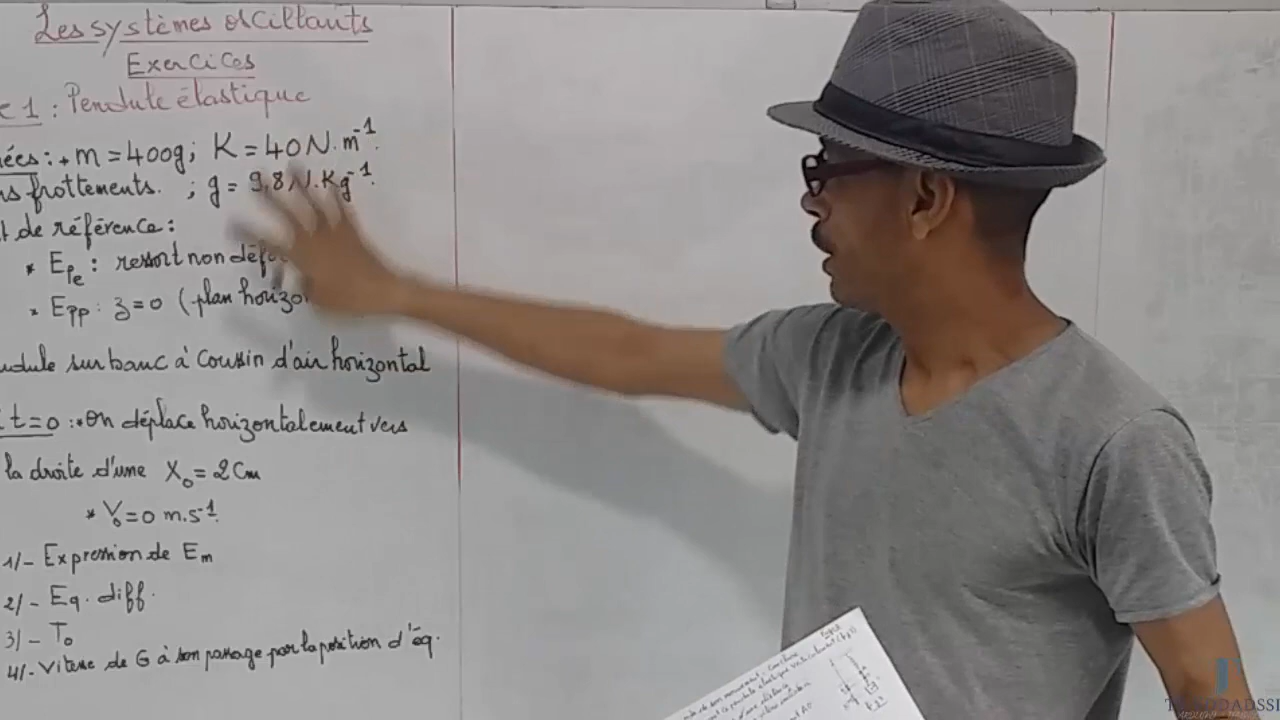 Les systèmes oscillants
Exercices
1 : Pendule élastique
ées : + m = 400g ; K = 40 N.m⁻¹.
frottements. ; g = 9,8 N.Kg⁻¹.
de référence :
* Epe : ressort non
* Epp : z = 0 (plan
sur banc à coussin d'air horizontal
t = 0 : * On déplace horizontalement vers
la droite d'une X₀ = 2 Cm
* V₀ = 0 m.s⁻¹.
1/- Expression de Em
2/- Eq. diff.
3/- T₀
4/- Vitesse de G à son passage par la position d'éq.